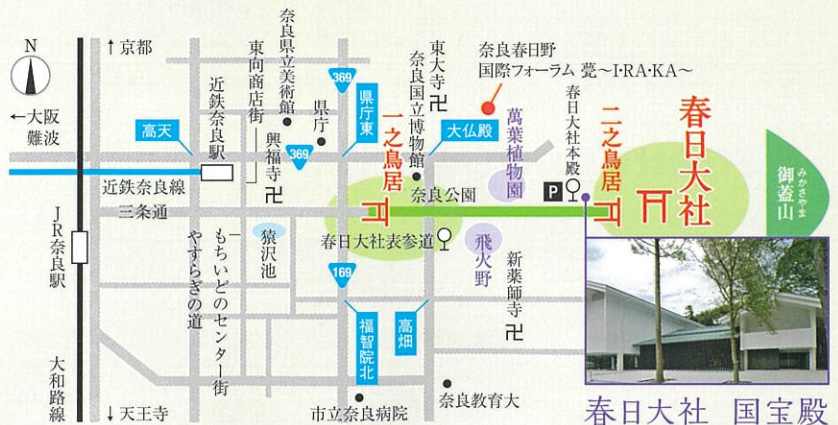 N
↑京都
←大阪
難波
高天
近鉄奈良駅
東向商店街
奈良県立美術館
県庁
興福寺
369
369
県庁東
一之鳥居
奈良国立博物館
東大寺
大仏殿
奈良春日野
国際フォーラム 甍〜I・RA・KA〜
萬葉植物園
P
春日大社本殿
二之鳥居
春日大社
御蓋山
みかさやま
近鉄奈良線
三条通
奈良公園
JR奈良駅
やすらぎの道
もちいどのセンター街
猿沢池
春日大社表参道
飛火野
新薬師寺
169
福智院北
高畑
大和路線
↓天王寺
市立奈良病院
奈良教育大
春日大社 国宝殿